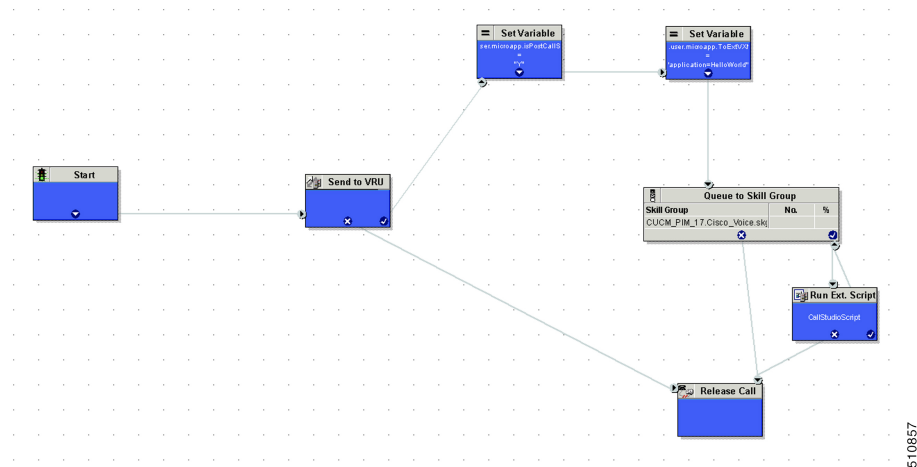 Set Variable
ser.microapp.isPostCallS
=
"Y"
Set Variable
.user.microapp.ToExtVXI
=
"application=HelloWorld"
Start
Send to VRU
Queue to Skill Group
Skill Group No. %
CUCM_PIM_17.Cisco_Voice.skg
Run Ext. Script
CallStudioScript
Release Call
510857